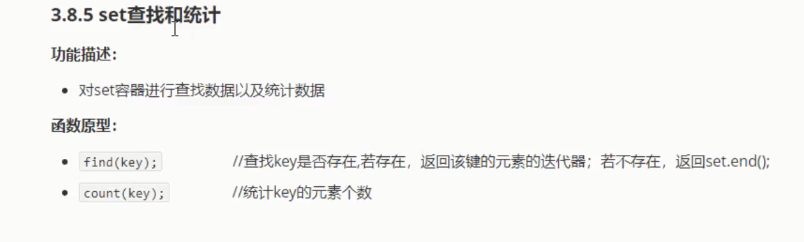 3.8.5 set查找和统计
功能描述：
对set容器进行查找数据以及统计数据
函数原型：
find(key); //查找key是否存在,若存在，返回该键的元素的迭代器；若不存在，返回set.end();
count(key); //统计key的元素个数